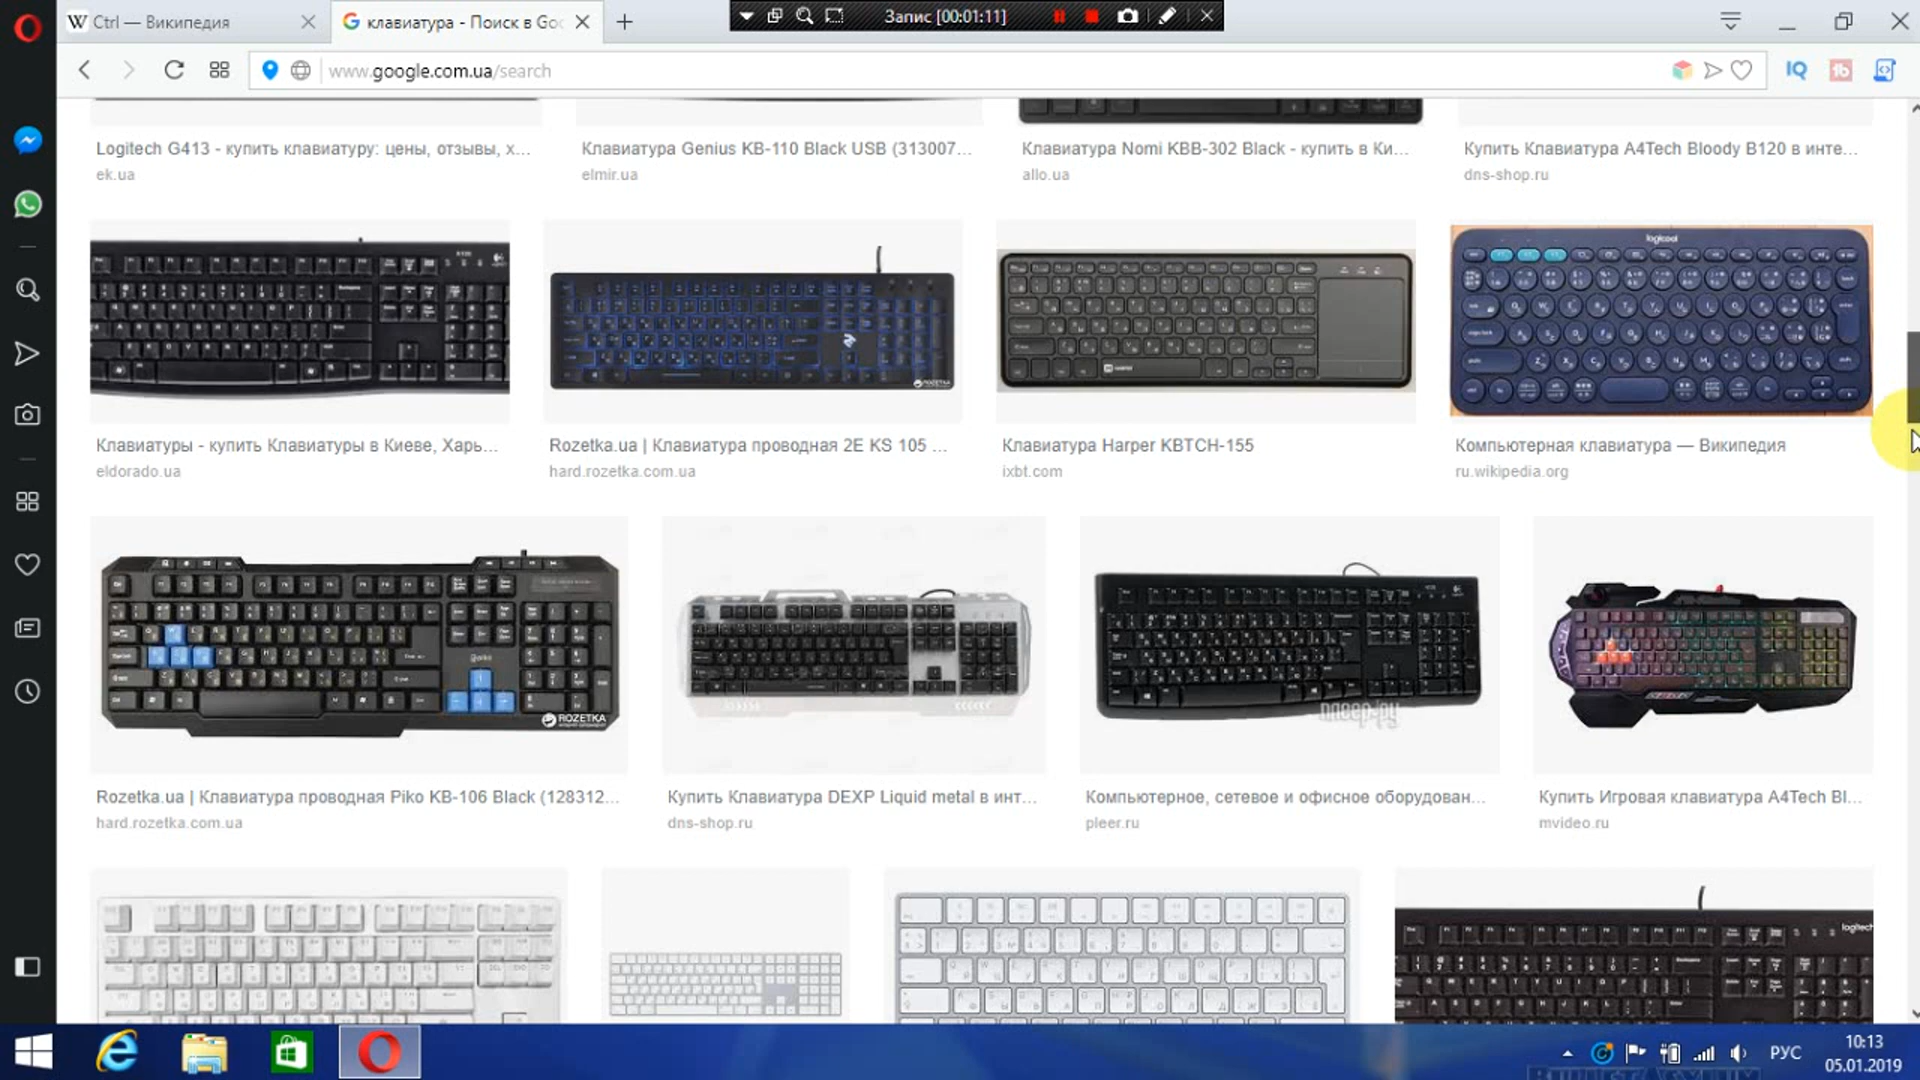 Ctrl — Википедия
клавиатура - Поиск в Goo
Запис [00:01:11]
www.google.com.ua/search
Logitech G413 - купить клавиатуру: цены, отзывы, х...
ek.ua
Клавиатура Genius KB-110 Black USB (313007...
elmir.ua
Клавиатура Nomi KBB-302 Black - купить в Ки...
allo.ua
Купить Клавиатура A4Tech Bloody B120 в инте...
dns-shop.ru
logicool
Клавиатуры - купить Клавиатуры в Киеве, Харь...
eldorado.ua
Rozetka.ua | Клавиатура проводная 2E KS 105 ...
hard.rozetka.com.ua
Клавиатура Harper KBTCH-155
ixbt.com
Компьютерная клавиатура — Википедия
ru.wikipedia.org
ROZETKA
плеер.ру
Rozetka.ua | Клавиатура проводная Piko KB-106 Black (128312...
hard.rozetka.com.ua
Купить Клавиатура DEXP Liquid metal в инт...
dns-shop.ru
Компьютерное, сетевое и офисное оборудован...
pleer.ru
Купить Игровая клавиатура A4Tech Bl...
mvideo.ru
logitech
РУС
10:13
05.01.2019